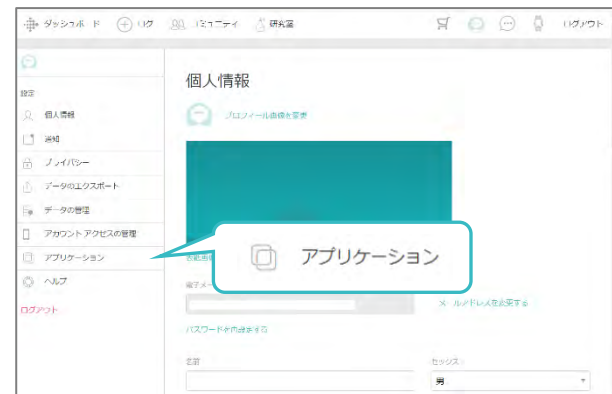 ダッシュボード ログ コミュニティ 研究室 ログアウト
設定
個人情報
通知
プライバシー
データのエクスポート
データの管理
アカウント アクセスの管理
アプリケーション
ヘルプ
ログアウト
個人情報
プロフィール画像を変更
アプリケーション
電子メー
メールアドレスを変更する
パスワードを再設定する
名前
セックス
男